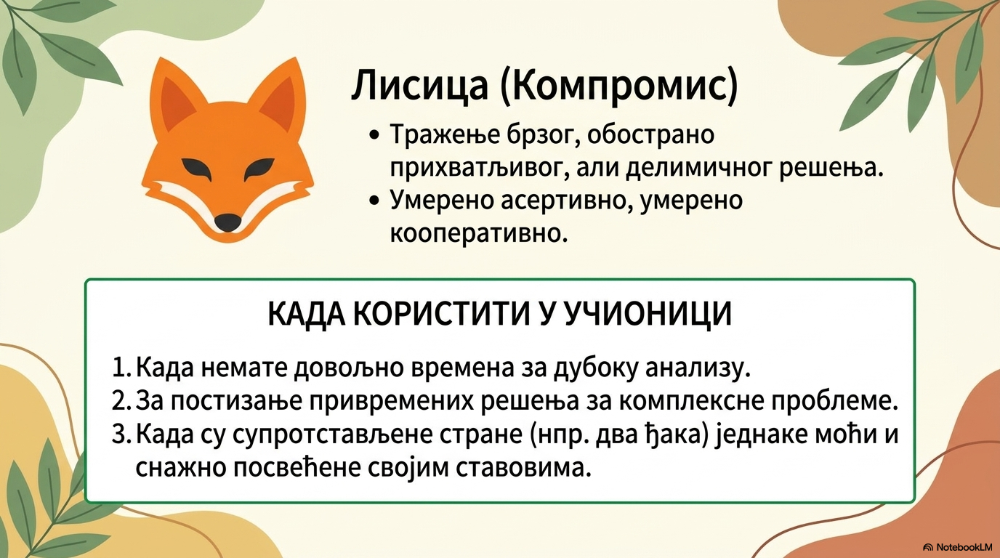 Лисица (Компромис)
• Тражење брзог, обострано
прихватљивог, али делимичног решења.
• Умерено асертивно, умерено
кооперативно.
КАДА КОРИСТИТИ У УЧИОНИЦИ
1. Када немате довољно времена за дубоку анализу.
2. За постизање привремених решења за комплексне проблеме.
3. Када су супротстављене стране (нпр. два ђака) једнаке моћи и
снажно посвећене својим ставовима.
NotebookLM